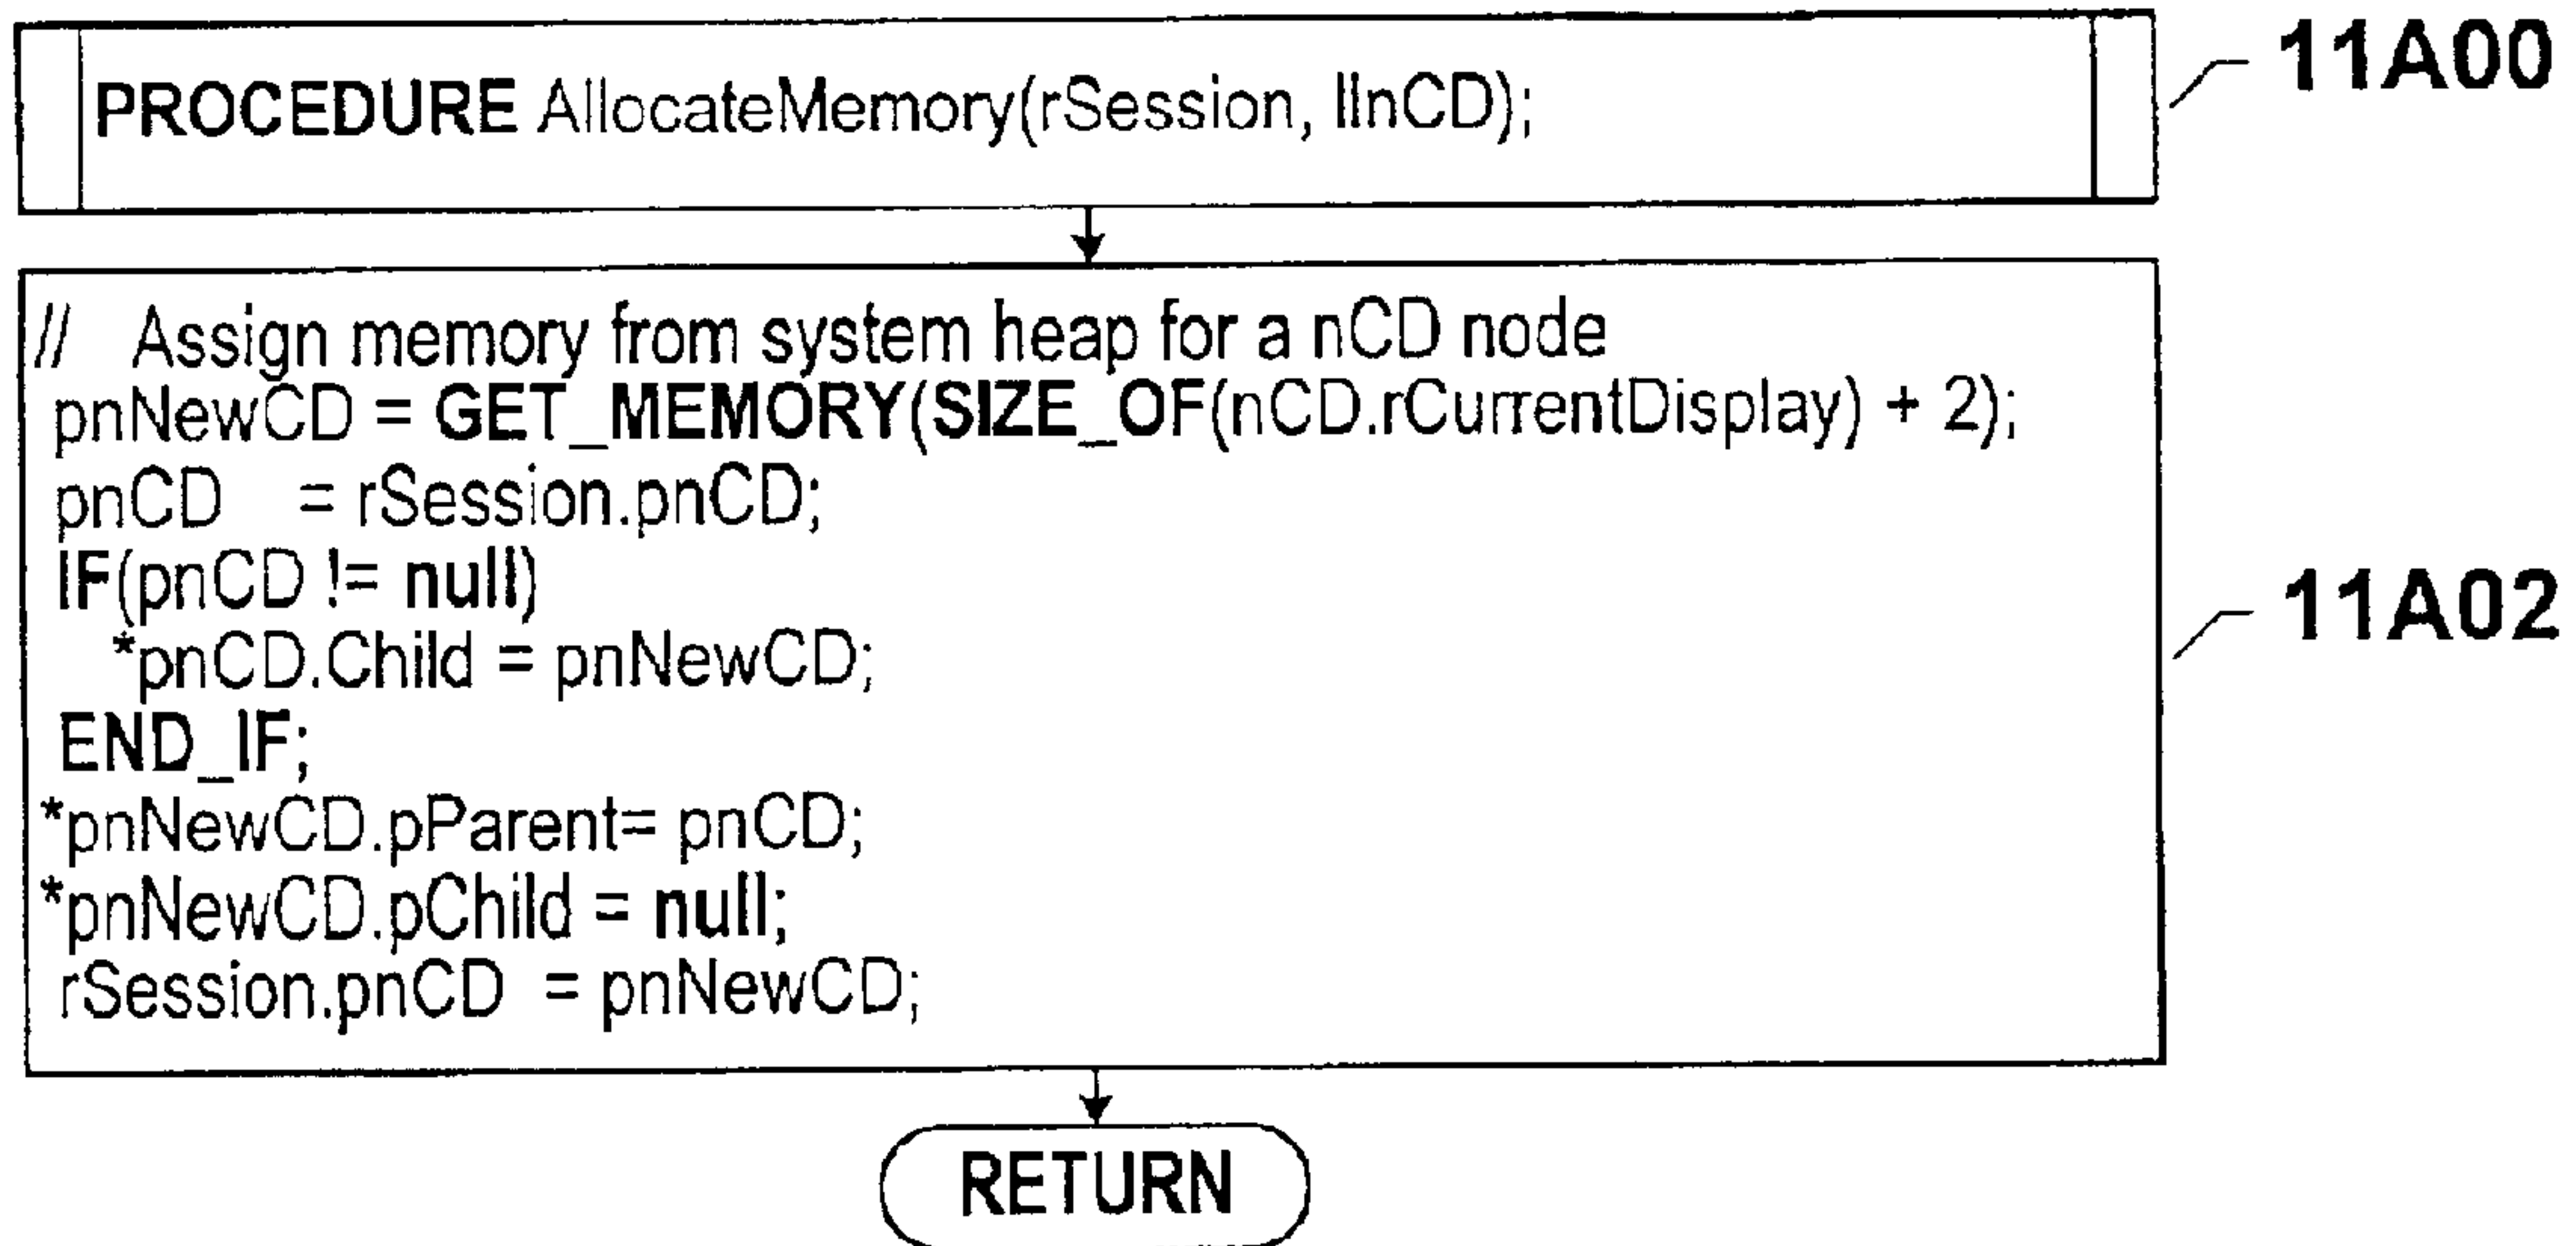 PROCEDURE AllocateMemory(rSession, llnCD);
11A00
// Assign memory from system heap for a nCD node
pnNewCD = GET_MEMORY(SIZE_OF(nCD.rCurrentDisplay) + 2);
pnCD = rSession.pnCD;
IF(pnCD != null)
*pnCD.Child = pnNewCD;
END_IF;
*pnNewCD.pParent= pnCD;
*pnNewCD.pChild = null;
rSession.pnCD = pnNewCD;
11A02
RETURN